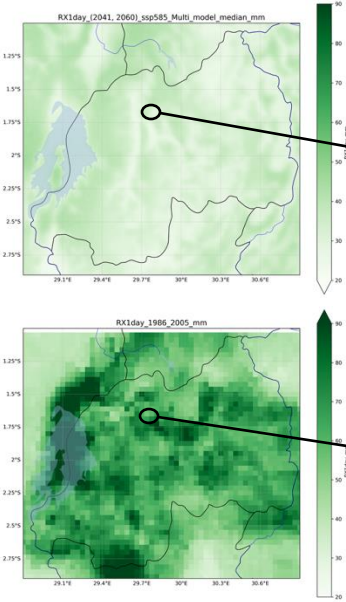 RX1day_(2041, 2060)_ssp585_Multi_model_median_mm
90
80
70
60
50
40
30
20
1.25°S
1.5°S
1.75°S
2°S
2.25°S
2.5°S
2.75°S
29.1°E
29.4°E
29.7°E
30°E
30.3°E
30.6°E
RX1day_1986_2005_mm
90
80
70
60
50
40
30
20
1.25°S
1.5°S
1.75°S
2°S
2.25°S
2.5°S
2.75°S
29.1°E
29.4°E
29.7°E
30°E
30.3°E
30.6°E